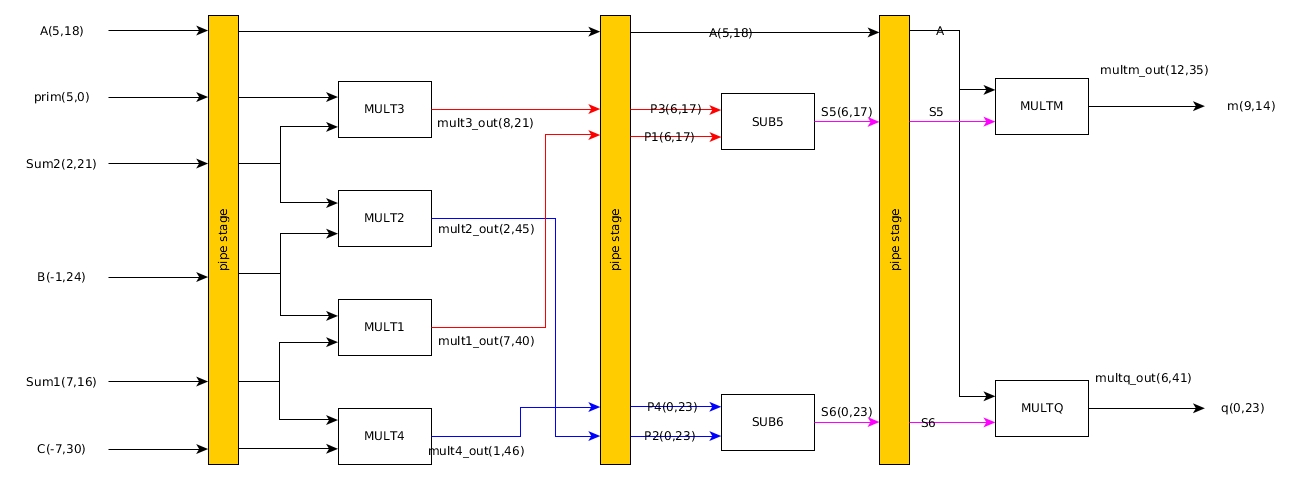 A(5,18)
prim(5,0)
Sum2(2,21)
B(-1,24)
Sum1(7,16)
C(-7,30)
pipe stage
MULT3
mult3_out(8,21)
MULT2
mult2_out(2,45)
MULT1
mult1_out(7,40)
MULT4
mult4_out(1,46)
pipe stage
A(5,18)
P3(6,17)
P1(6,17)
SUB5
S5(6,17)
P4(0,23)
P2(0,23)
SUB6
S6(0,23)
pipe stage
A
S5
S6
MULTM
multm_out(12,35)
m(9,14)
MULTQ
multq_out(6,41)
q(0,23)